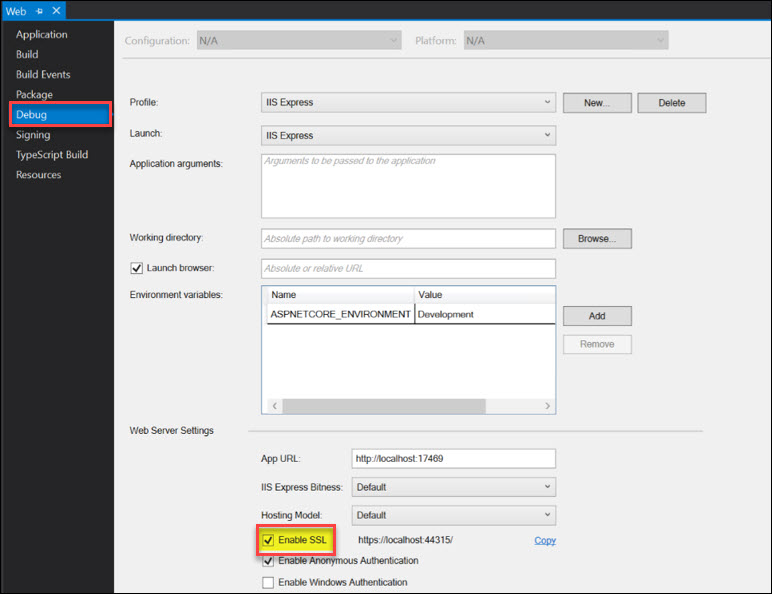 Web
Application
Build
Build Events
Package
Debug
Signing
TypeScript Build
Resources
Configuration: N/A Platform: N/A
Profile: IIS Express New... Delete
Launch: IIS Express
Application arguments: Arguments to be passed to the application
Working directory: Absolute path to working directory Browse...
Launch browser: Absolute or relative URL
Environment variables: Name Value
ASPNETCORE_ENVIRONMENT Development Add
Remove
Web Server Settings
App URL: http://localhost:17469
IIS Express Bitness: Default
Hosting Model: Default
Enable SSL https://localhost:44315/ Copy
Enable Anonymous Authentication
Enable Windows Authentication